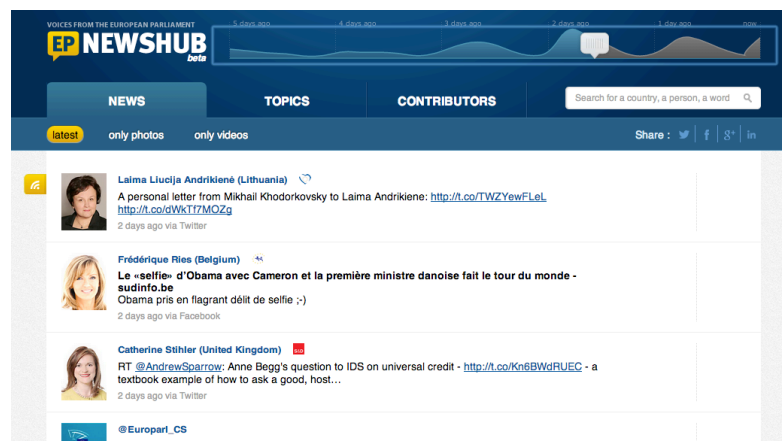 VOICES FROM THE EUROPEAN PARLIAMENT
EP NEWSHUB
beta
5 days ago 4 days ago 3 days ago 2 days ago 1 day ago now
NEWS TOPICS CONTRIBUTORS Search for a country, a person, a word
latest only photos only videos Share : f g+ in
Laima Liucija Andrikienė (Lithuania)
A personal letter from Mikhail Khodorkovsky to Laima Andrikiene: http://t.co/TWZYewFLeL
http://t.co/dWkTf7MOZg
2 days ago via Twitter
Frédérique Ries (Belgium)
Le «selfie» d'Obama avec Cameron et la première ministre danoise fait le tour du monde -
sudinfo.be
Obama pris en flagrant délit de selfie ;-)
2 days ago via Facebook
Catherine Stihler (United Kingdom) S&D
RT @AndrewSparrow: Anne Begg's question to IDS on universal credit - http://t.co/Kn6BWdRUEC - a
textbook example of how to ask a good, host…
2 days ago via Twitter
@Europarl_CS